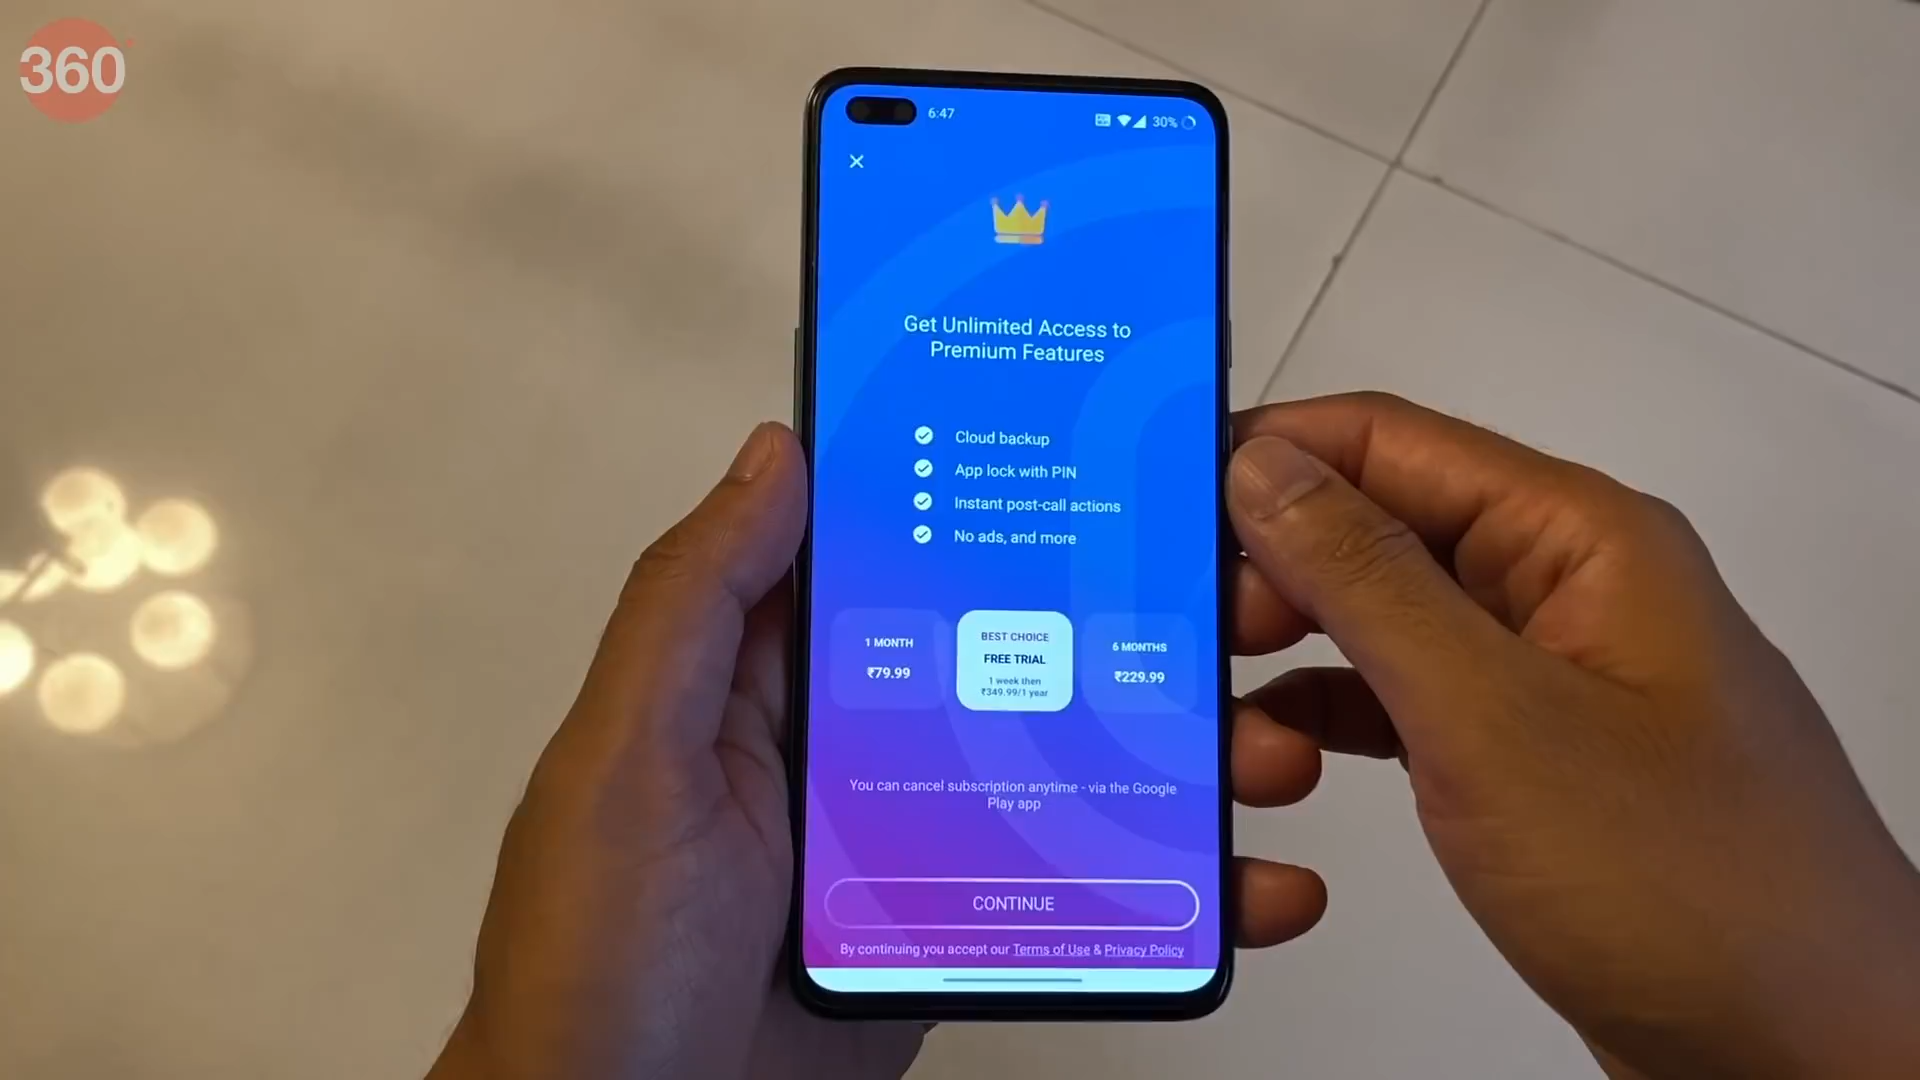 360
6:47
30%
Get Unlimited Access to
Premium Features
Cloud backup
App lock with PIN
Instant post-call actions
No ads, and more
1 MONTH
₹79.99
BEST CHOICE
FREE TRIAL
1 week then
₹349.99/1 year
6 MONTHS
₹229.99
You can cancel subscription anytime - via the Google
Play app
CONTINUE
By continuing you accept our Terms of Use & Privacy Policy